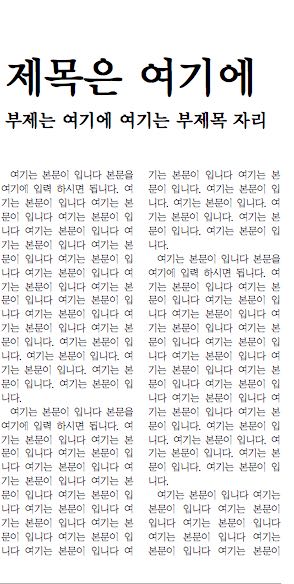 제목은 여기에
부제는 여기에 여기는 부제목 자리
여기는 본문이 입니다 본문을
여기에 입력 하시면 됩니다. 여
기는 본문이 입니다 여기는 본
문이 입니다 여기는 본문이 입
니다 여기는 본문이 입니다 여
기는 본문이 입니다 여기는 본
문이 입니다 여기는 본문이 입
니다 여기는 본문이 입니다 여
기는 본문이 입니다 여기는 본
문이 입니다 여기는 본문이 입
니다 여기는 본문이 입니다 여
기는 본문이 입니다 여기는 본
문이 입니다. 여기는 본문이 입
니다. 여기는 본문이 입니다. 여
기는 본문이 입니다. 여기는 본
문이 입니다. 여기는 본문이 입
니다.
여기는 본문이 입니다 본문을
여기에 입력 하시면 됩니다. 여
기는 본문이 입니다 여기는 본
문이 입니다 여기는 본문이 입
니다 여기는 본문이 입니다 여
기는 본문이 입니다 여기는 본
문이 입니다 여기는 본문이 입
니다 여기는 본문이 입니다 여
기는 본문이 입니다 여기는 본
문이 입니다 여기는 본문이 입
니다 여기는 본문이 입니다 여
기는 본문이 입니다 여기는 본
문이 입니다. 여기는 본문이 입
니다. 여기는 본문이 입니다. 여
기는 본문이 입니다. 여기는 본
문이 입니다. 여기는 본문이 입
니다.
여기는 본문이 입니다 본문을
여기에 입력 하시면 됩니다. 여
기는 본문이 입니다 여기는 본
문이 입니다 여기는 본문이 입
니다 여기는 본문이 입니다 여
기는 본문이 입니다 여기는 본
문이 입니다 여기는 본문이 입
니다 여기는 본문이 입니다 여
기는 본문이 입니다 여기는 본
문이 입니다 여기는 본문이 입
니다 여기는 본문이 입니다 여
기는 본문이 입니다 여기는 본
문이 입니다. 여기는 본문이 입
니다. 여기는 본문이 입니다. 여
기는 본문이 입니다. 여기는 본
문이 입니다. 여기는 본문이 입
니다.
여기는 본문이 입니다 여기는
본문이 입니다 여기는 본문이
입니다 여기는 본문이 입니다
여기는 본문이 입니다 여기는
본문이 입니다 여기는 본문이